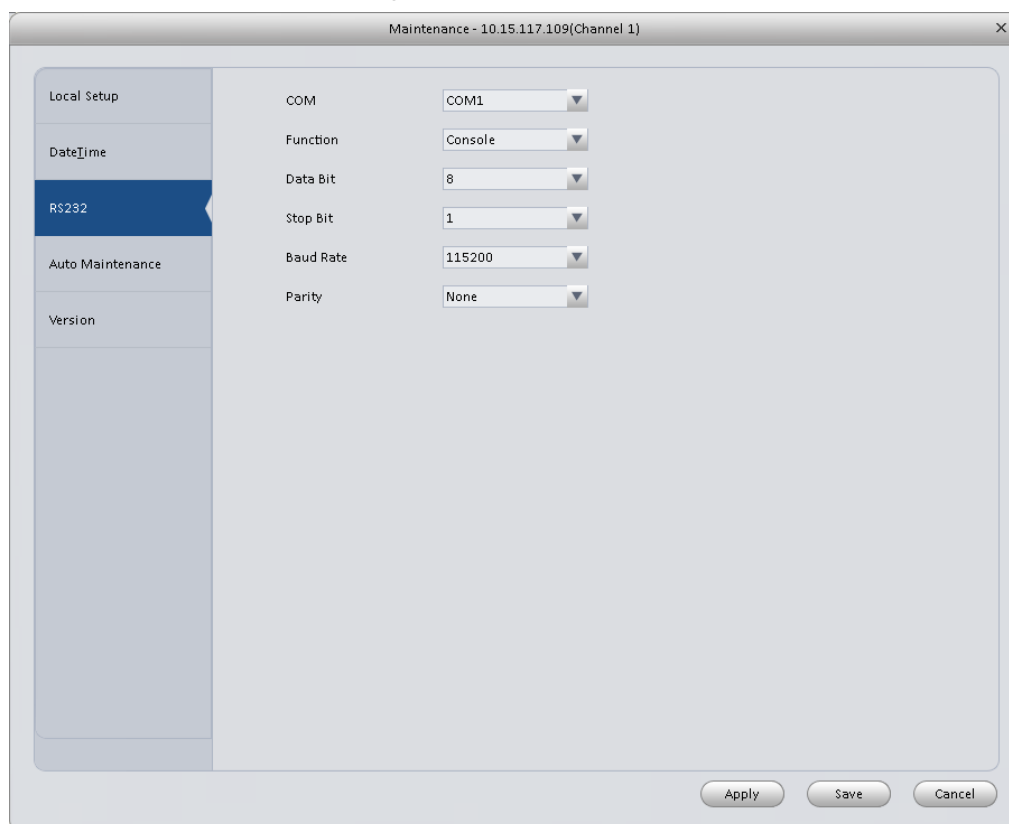 Maintenance - 10.15.117.109(Channel 1)
Local Setup
DateTime
RS232
Auto Maintenance
Version
COM COM1
Function Console
Data Bit 8
Stop Bit 1
Baud Rate 115200
Parity None
Apply Save Cancel